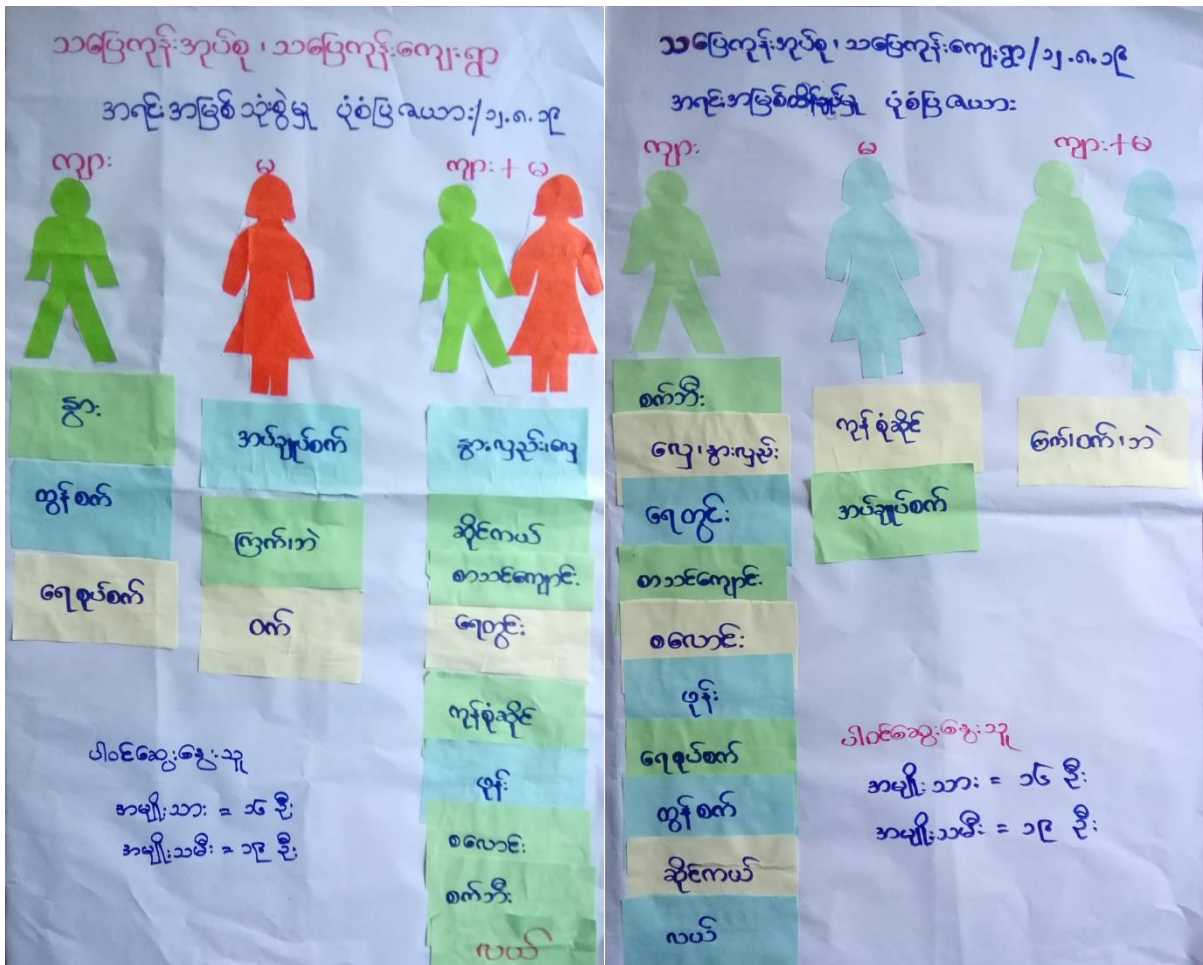 သပြေကုန်းအုပ်စု ၊ သပြေကုန်းကျေးရွာ
အရင်းအမြစ်သုံးစွဲမှု ပုံစံပြဇယား/၁၂.၈.၁၉
ကျား
မ
ကျား + မ
နွား
ထွန်စက်
ရေစုပ်စက်
အပ်ချုပ်စက်
ကြက်၊ဘဲ
ဝက်
နွားလှည်း၊လှေ
ဆိုင်ကယ်
စာသင်ကျောင်း
ရေတွင်း
ကုန်စုံဆိုင်
ဖုန်း
စလောင်း
စက်ဘီး
လယ်
ပါဝင်ဆွေးနွေးသူ
အမျိုးသား = ၁၆ ဦး
အမျိုးသမီး = ၁၉ ဦး
သပြေကုန်းအုပ်စု ၊ သပြေကုန်းကျေးရွာ/၁၂.၈.၁၉
အရင်းအမြစ်ထိန်းချုပ်မှု ပုံစံပြဇယား
ကျား
မ
ကျား+မ
စက်ဘီး
လှေ၊နွားလှည်း
ရေတွင်း
စာသင်ကျောင်း
စလောင်း
ဖုန်း
ရေစုပ်စက်
ထွန်စက်
ဆိုင်ကယ်
လယ်
ကုန်စုံဆိုင်
အပ်ချုပ်စက်
ကြက်၊ဝက်၊ဘဲ
ပါဝင်ဆွေးနွေးသူ
အမျိုးသား = ၁၆ ဦး
အမျိုးသမီး = ၁၉ ဦး